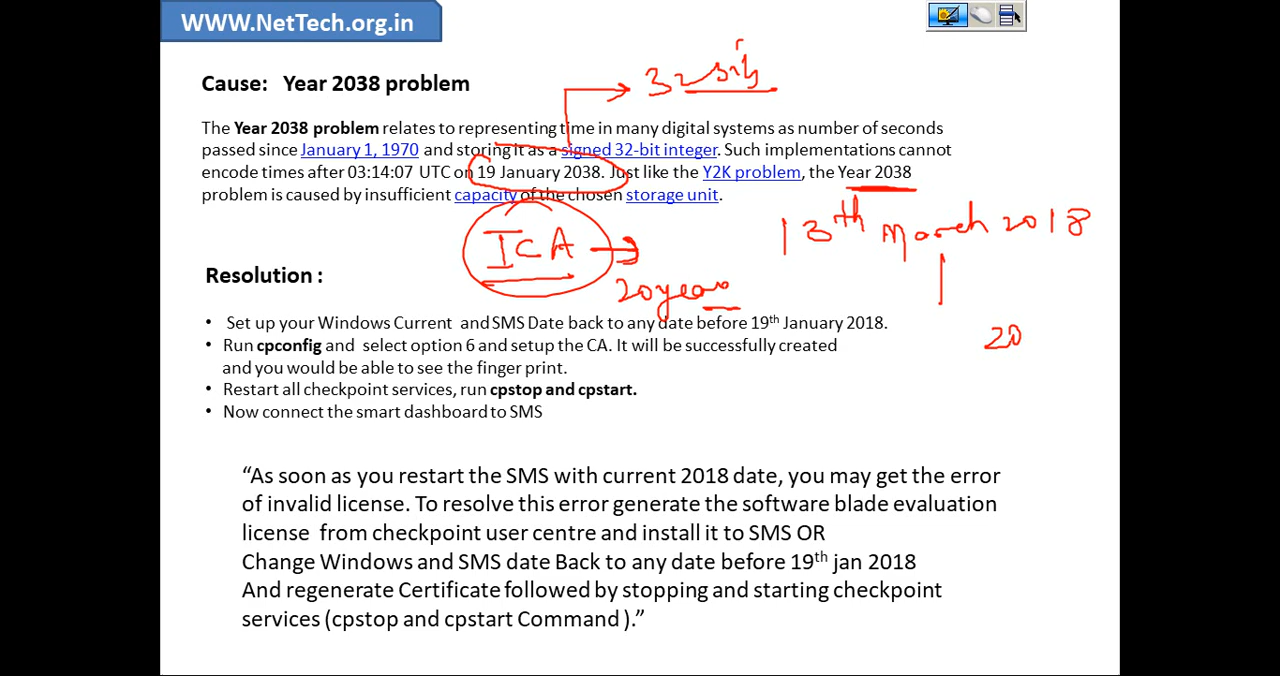 WWW.NetTech.org.in
32 bit
Cause: Year 2038 problem
The Year 2038 problem relates to representing time in many digital systems as number of seconds
passed since January 1, 1970 and storing it as a signed 32-bit integer. Such implementations cannot
encode times after 03:14:07 UTC on 19 January 2038. Just like the Y2K problem, the Year 2038
problem is caused by insufficient capacity of the chosen storage unit.
13th March 2018
ICA
Resolution :
20years
• Set up your Windows Current and SMS Date back to any date before 19th January 2018.
20
• Run cpconfig and select option 6 and setup the CA. It will be successfully created
and you would be able to see the finger print.
• Restart all checkpoint services, run cpstop and cpstart.
• Now connect the smart dashboard to SMS
“As soon as you restart the SMS with current 2018 date, you may get the error
of invalid license. To resolve this error generate the software blade evaluation
license from checkpoint user centre and install it to SMS OR
Change Windows and SMS date Back to any date before 19th jan 2018
And regenerate Certificate followed by stopping and starting checkpoint
services (cpstop and cpstart Command ).”